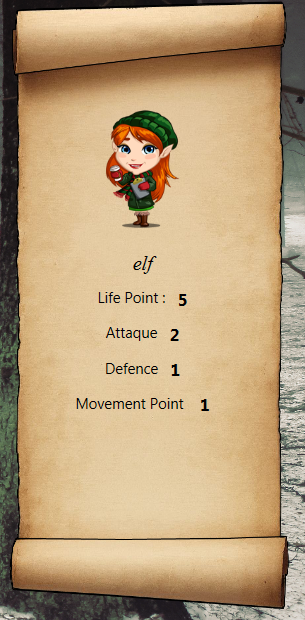 elf
Life Point : 5
Attaque 2
Defence 1
Movement Point 1